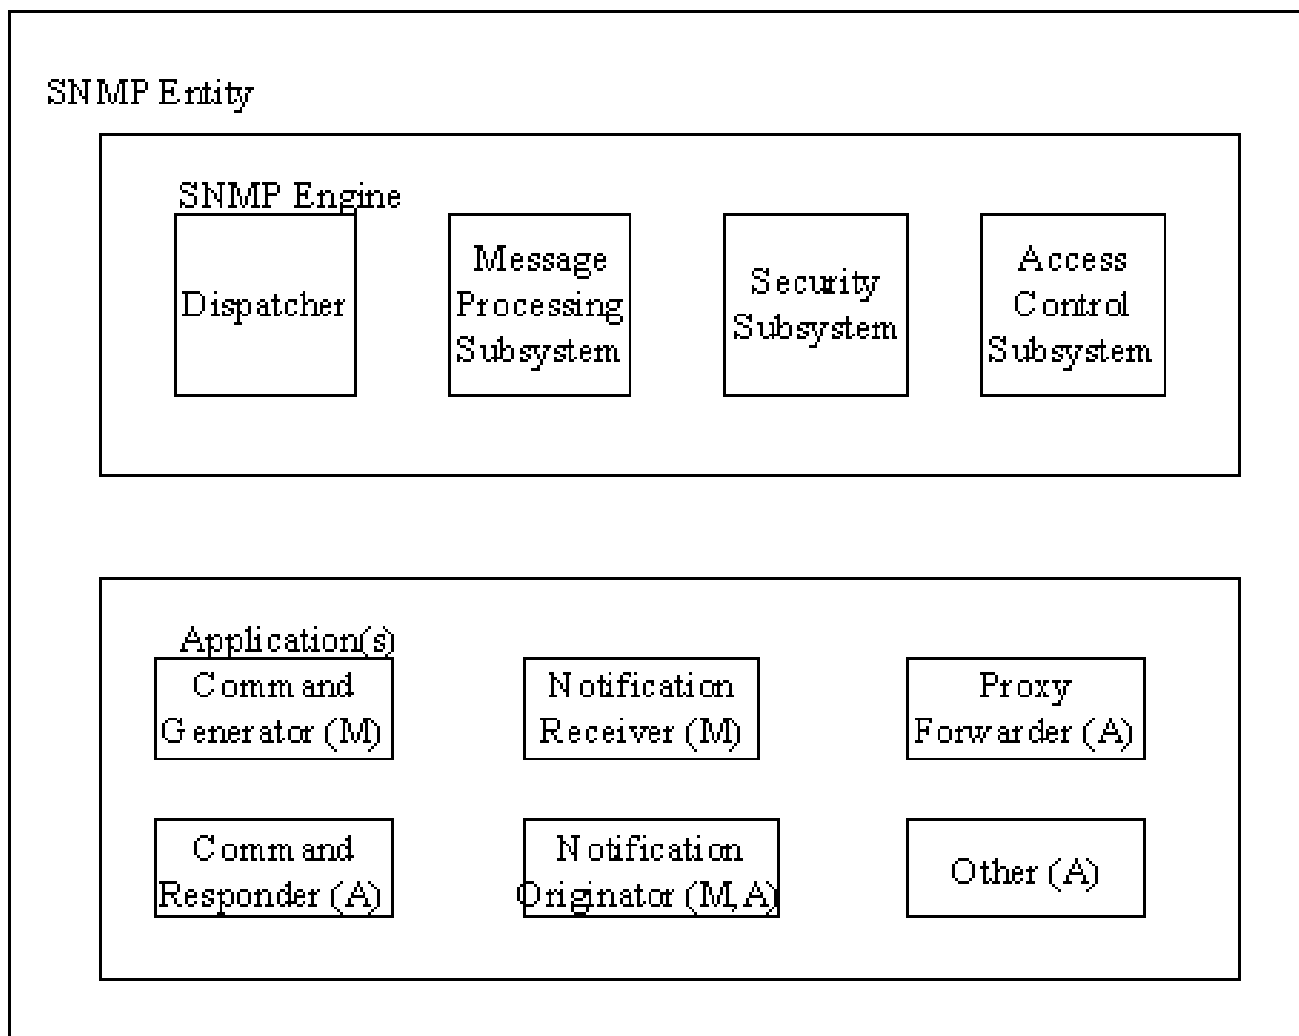 SNMP Entity
SNMP Engine
Dispatcher
Message
Processing
Subsystem
Security
Subsystem
Access
Control
Subsystem
Application(s)
Command
Generator (M)
Notification
Receiver (M)
Proxy
Forwarder (A)
Command
Responder (A)
Notification
Originator (M,A)
Other (A)